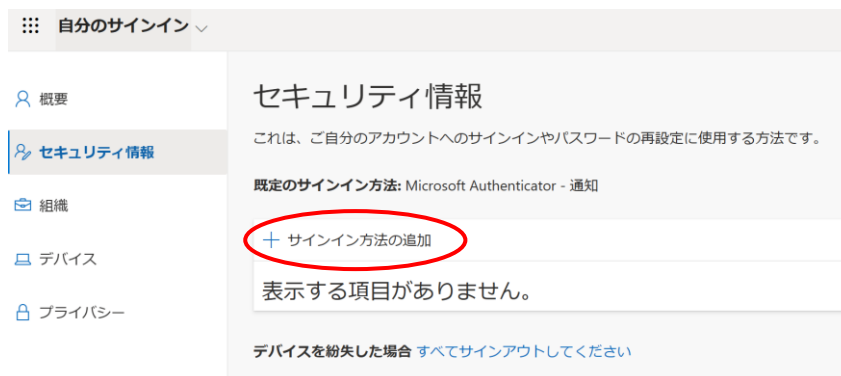 自分のサインイン
概要
セキュリティ情報
組織
デバイス
プライバシー
セキュリティ情報
これは、ご自分のアカウントへのサインインやパスワードの再設定に使用する方法です。
既定のサインイン方法: Microsoft Authenticator - 通知
サインイン方法の追加
表示する項目がありません。
デバイスを紛失した場合 すべてサインアウトしてください